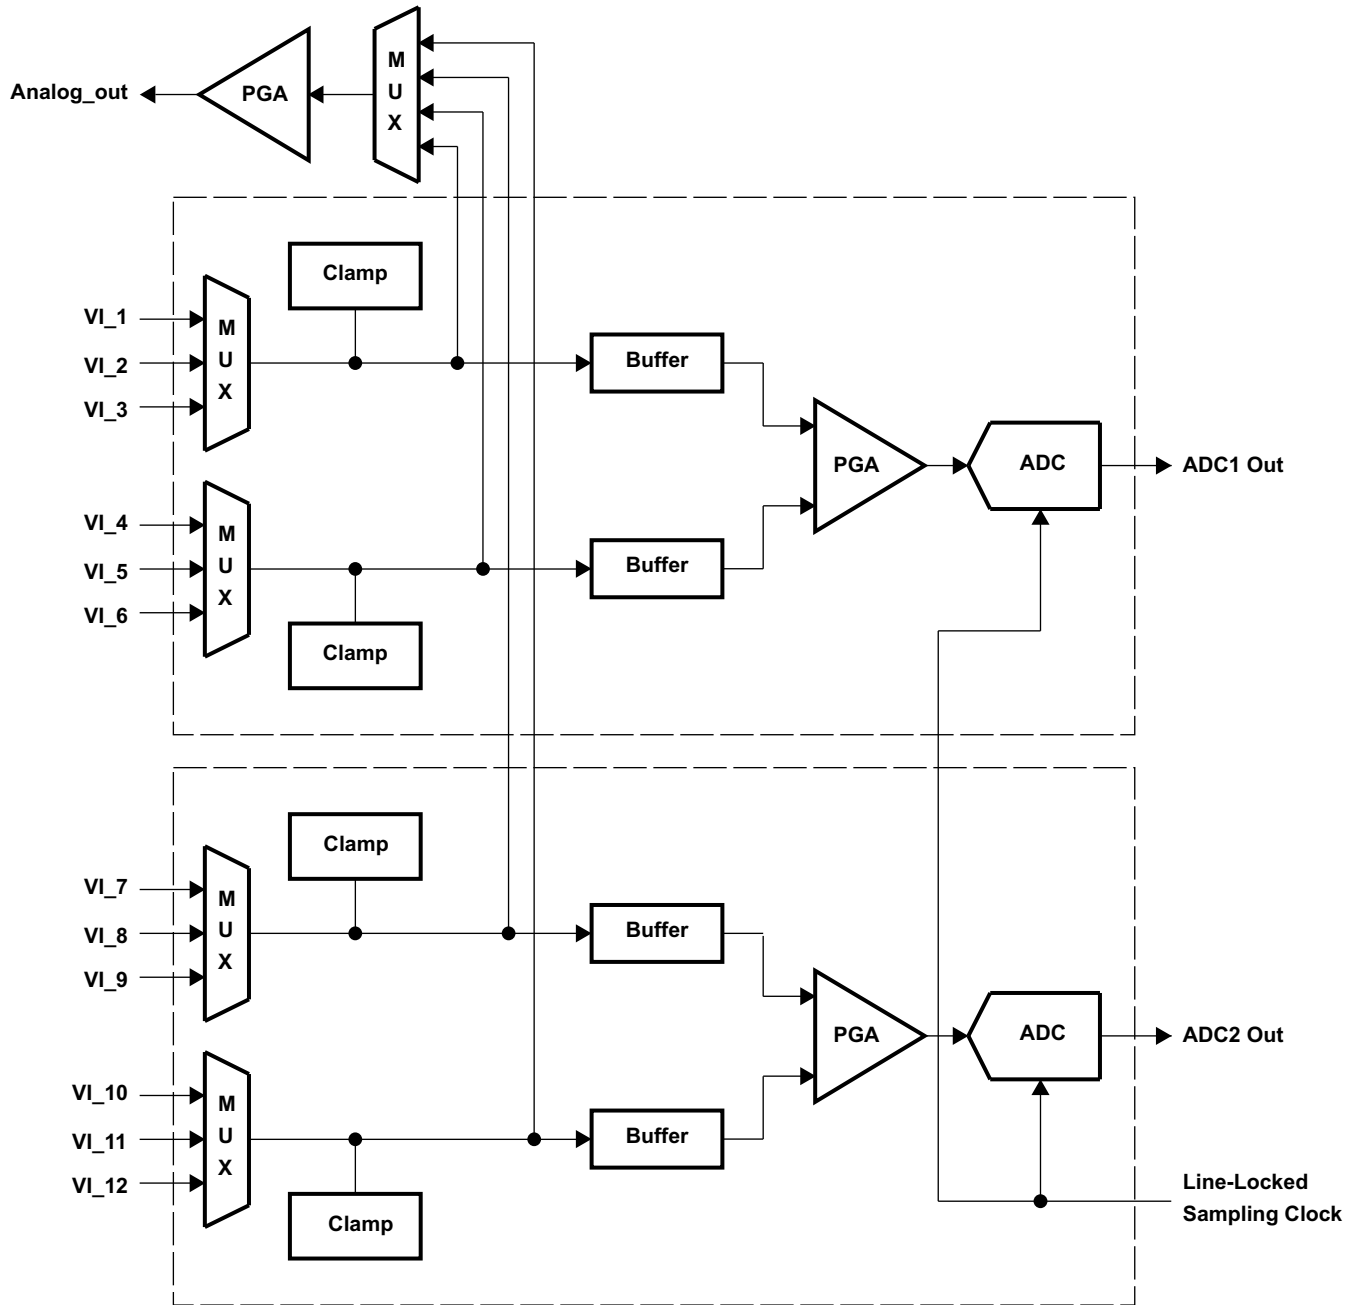 Analog_out
PGA
M
U
X
Clamp
VI_1
VI_2
VI_3
M
U
X
Buffer
PGA
ADC
ADC1 Out
VI_4
VI_5
VI_6
M
U
X
Buffer
Clamp
Clamp
VI_7
VI_8
VI_9
M
U
X
Buffer
PGA
ADC
ADC2 Out
VI_10
VI_11
VI_12
M
U
X
Buffer
Clamp
Line-Locked
Sampling Clock